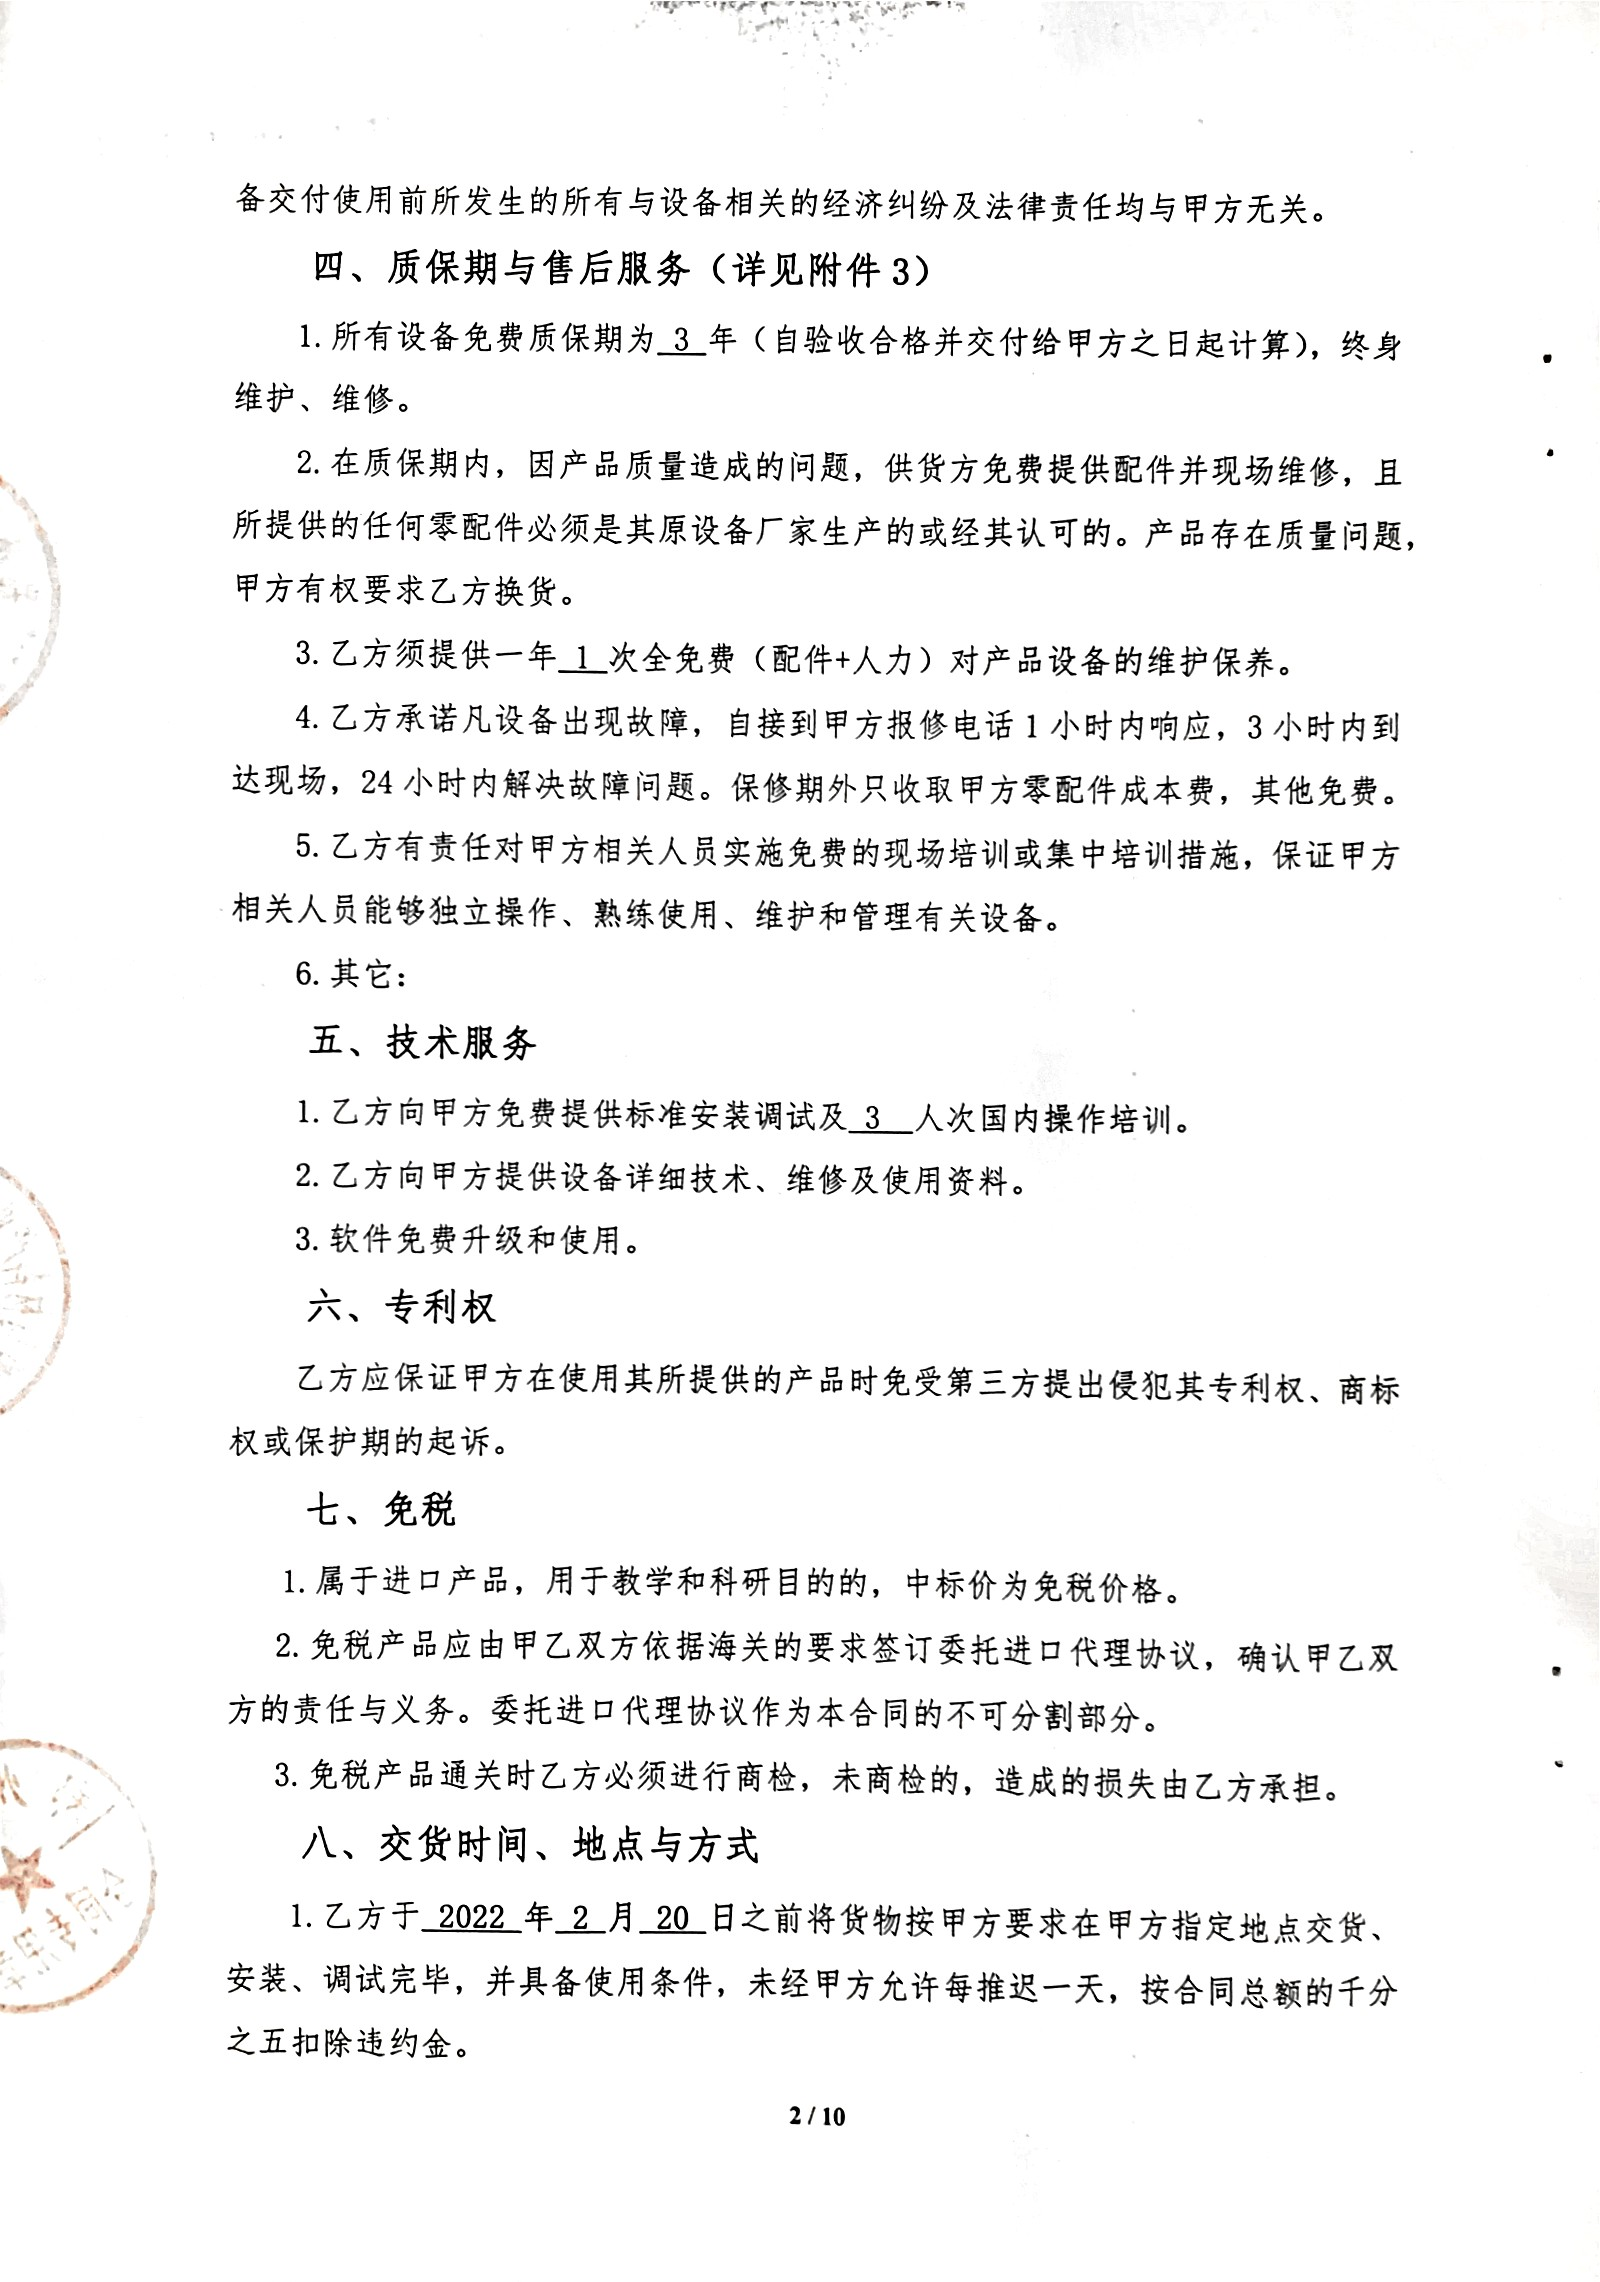 备交付使用前所发生的所有与设备相关的经济纠纷及法律责任均与甲方无关。
四、质保期与售后服务（详见附件3）
1.所有设备免费质保期为 3 年（自验收合格并交付给甲方之日起计算），终身
维护、维修。
2.在质保期内，因产品质量造成的问题，供货方免费提供配件并现场维修，且
所提供的任何零配件必须是其原设备厂家生产的或经其认可的。产品存在质量问题，
甲方有权要求乙方换货。
3.乙方须提供一年 1 次全免费（配件+人力）对产品设备的维护保养。
4.乙方承诺凡设备出现故障，自接到甲方报修电话1小时内响应，3小时内到
达现场，24小时内解决故障问题。保修期外只收取甲方零配件成本费，其他免费。
5.乙方有责任对甲方相关人员实施免费的现场培训或集中培训措施，保证甲方
相关人员能够独立操作、熟练使用、维护和管理有关设备。
6.其它：
五、技术服务
1.乙方向甲方免费提供标准安装调试及 3 人次国内操作培训。
2.乙方向甲方提供设备详细技术、维修及使用资料。
3.软件免费升级和使用。
六、专利权
乙方应保证甲方在使用其所提供的产品时免受第三方提出侵犯其专利权、商标
权或保护期的起诉。
七、免税
1.属于进口产品，用于教学和科研目的的，中标价为免税价格。
2.免税产品应由甲乙双方依据海关的要求签订委托进口代理协议，确认甲乙双
方的责任与义务。委托进口代理协议作为本合同的不可分割部分。
3.免税产品通关时乙方必须进行商检，未商检的，造成的损失由乙方承担。
八、交货时间、地点与方式
1.乙方于 2022 年 2 月 20 日之前将货物按甲方要求在甲方指定地点交货、
安装、调试完毕，并具备使用条件，未经甲方允许每推迟一天，按合同总额的千分
之五扣除违约金。
2 / 10